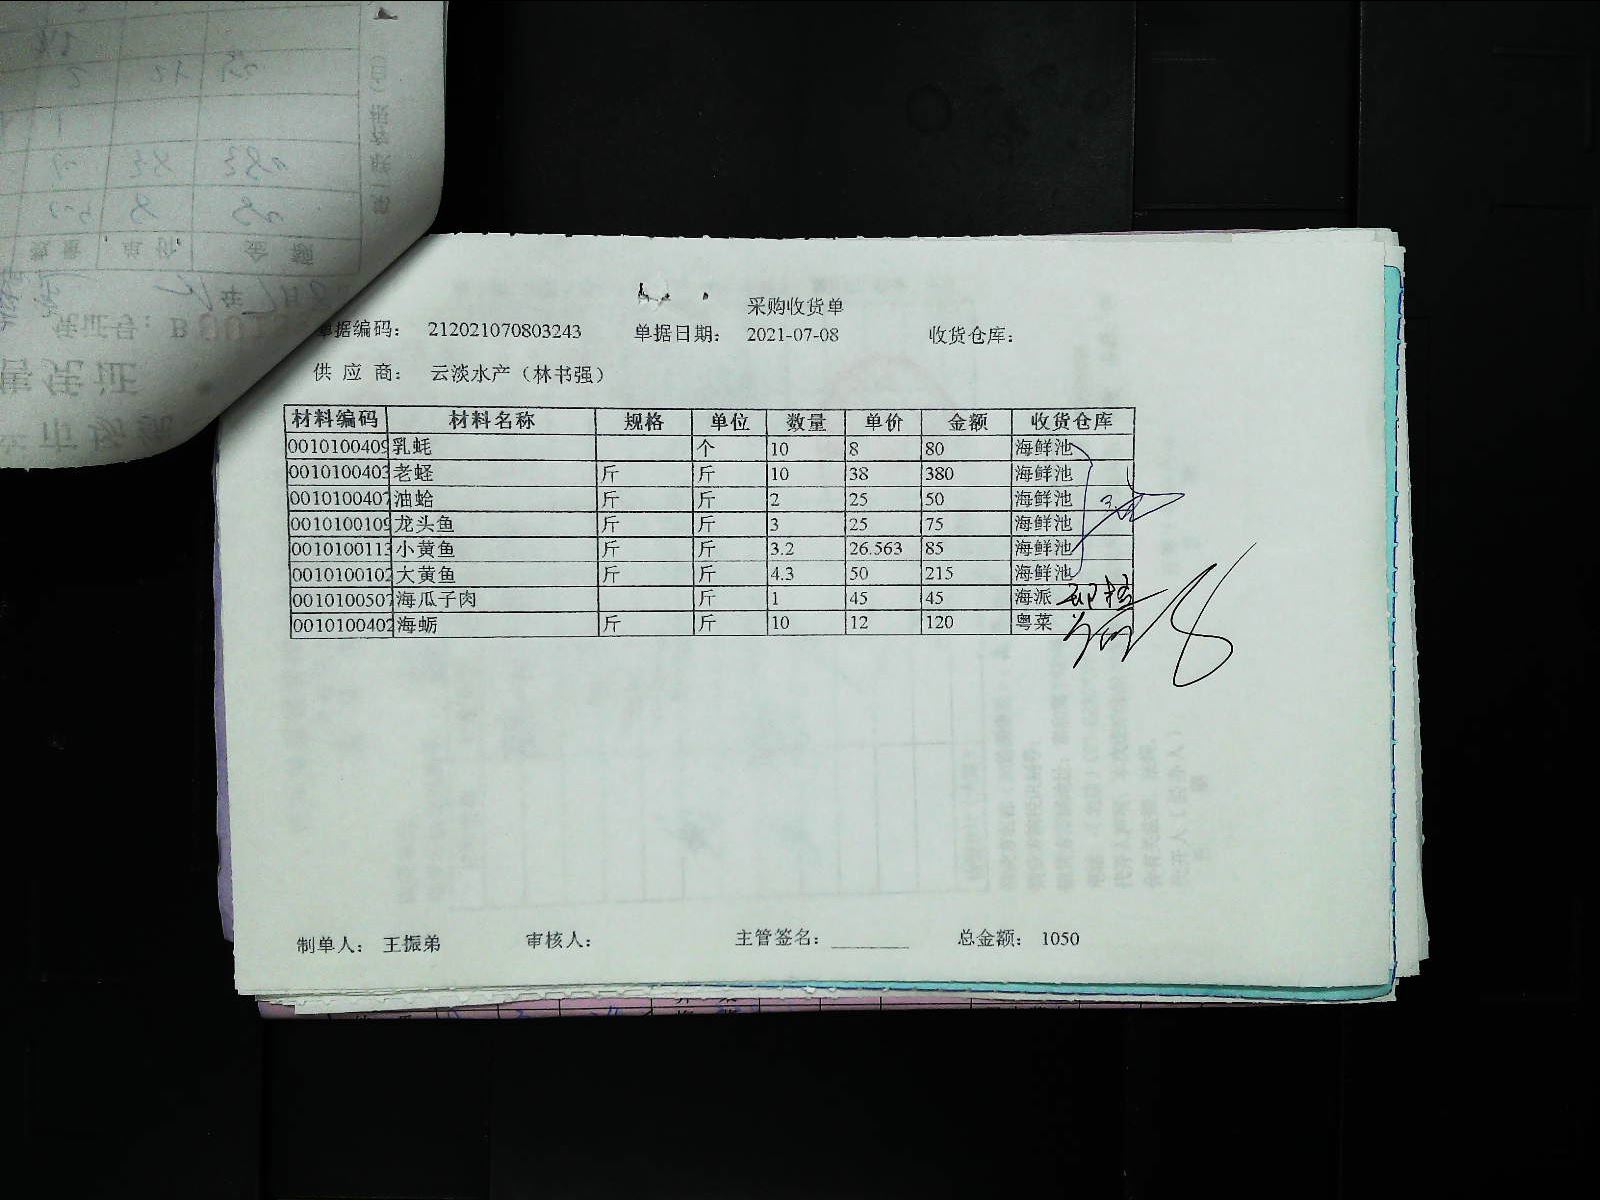 采购收货单
单据编码： 212021070803243 单据日期： 2021-07-08 收货仓库：
供 应 商： 云淡水产（林书强）
材料编码 材料名称 规格 单位 数量 单价 金额 收货仓库
0010100409 乳蚝 个 10 8 80 海鲜池
0010100403 老蛏 斤 斤 10 38 380 海鲜池
0010100407 油蛤 斤 斤 2 25 50 海鲜池
0010100109 龙头鱼 斤 斤 3 25 75 海鲜池
0010100113 小黄鱼 斤 斤 3.2 26.563 85 海鲜池
0010100102 大黄鱼 斤 斤 4.3 50 215 海鲜池
0010100507 海瓜子肉 斤 1 45 45 海派
0010100402 海蛎 斤 斤 10 12 120 粤菜
制单人： 王振弟 审核人： 主管签名： 总金额： 1050